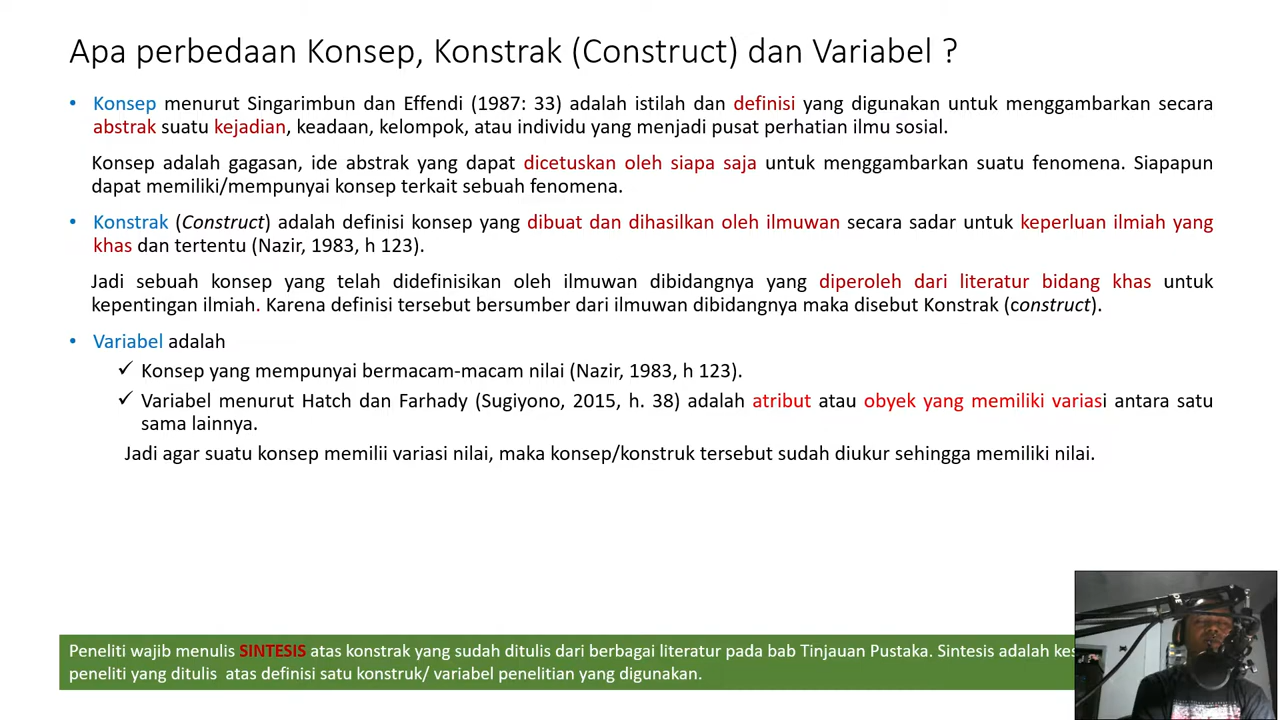 Apa perbedaan Konsep, Konstrak (Construct) dan Variabel ?
• Konsep menurut Singarimbun dan Effendi (1987: 33) adalah istilah dan definisi yang digunakan untuk menggambarkan secara
abstrak suatu kejadian, keadaan, kelompok, atau individu yang menjadi pusat perhatian ilmu sosial.
Konsep adalah gagasan, ide abstrak yang dapat dicetuskan oleh siapa saja untuk menggambarkan suatu fenomena. Siapapun
dapat memiliki/mempunyai konsep terkait sebuah fenomena.
• Konstrak (Construct) adalah definisi konsep yang dibuat dan dihasilkan oleh ilmuwan secara sadar untuk keperluan ilmiah yang
khas dan tertentu (Nazir, 1983, h 123).
Jadi sebuah konsep yang telah didefinisikan oleh ilmuwan dibidangnya yang diperoleh dari literatur bidang khas untuk
kepentingan ilmiah. Karena definisi tersebut bersumber dari ilmuwan dibidangnya maka disebut Konstrak (construct).
• Variabel adalah
✓ Konsep yang mempunyai bermacam-macam nilai (Nazir, 1983, h 123).
✓ Variabel menurut Hatch dan Farhady (Sugiyono, 2015, h. 38) adalah atribut atau obyek yang memiliki variasi antara satu
sama lainnya.
Jadi agar suatu konsep memilii variasi nilai, maka konsep/konstruk tersebut sudah diukur sehingga memiliki nilai.
Peneliti wajib menulis SINTESIS atas konstrak yang sudah ditulis dari berbagai literatur pada bab Tinjauan Pustaka. Sintesis adalah
peneliti yang ditulis atas definisi satu konstruk/ variabel penelitian yang digunakan.